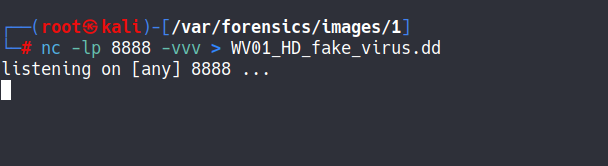 ┌──(root㉿kali)-[/var/forensics/images/1]
└─# nc -lp 8888 -vvv > WV01_HD_fake_virus.dd
listening on [any] 8888 ...